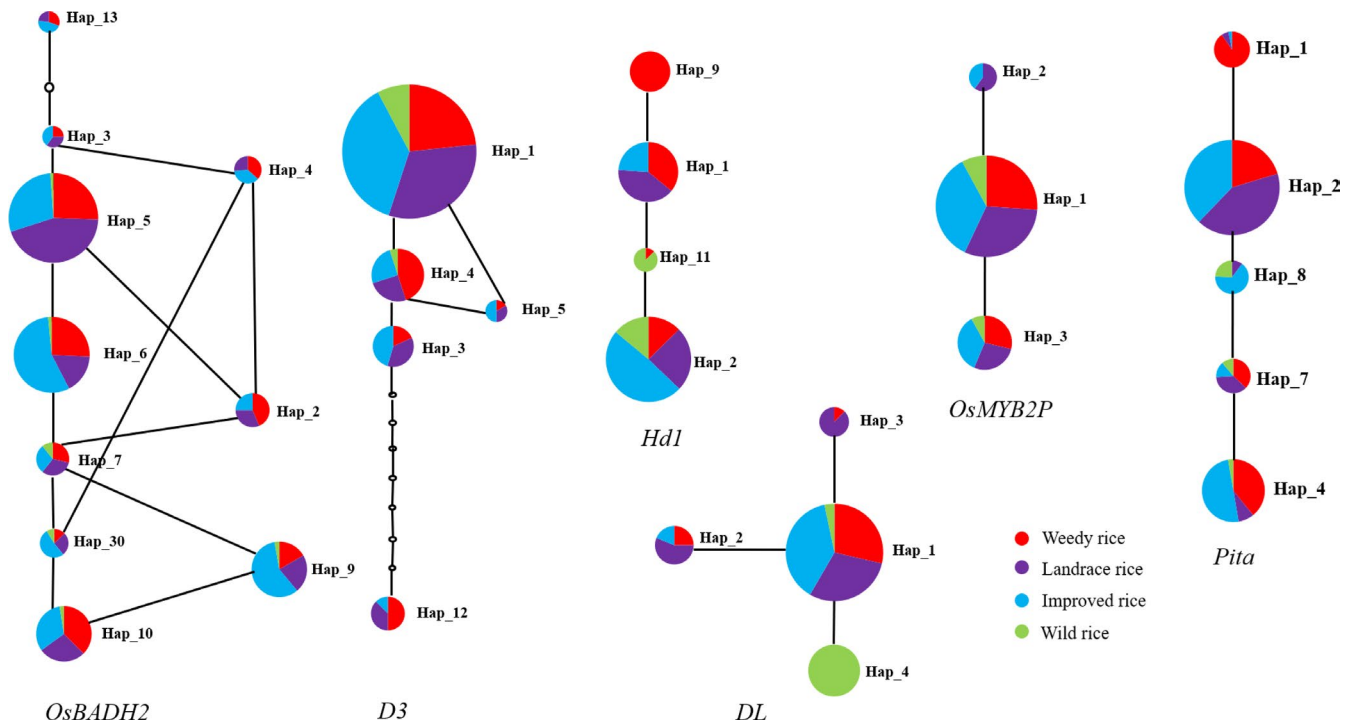 Hap_13
Hap_3
Hap_4
Hap_5
Hap_6
Hap_2
Hap_7
Hap_30
Hap_9
Hap_10
OsBADH2
Hap_1
Hap_4
Hap_5
Hap_3
Hap_12
D3
Hap_9
Hap_1
Hap_11
Hap_2
Hd1
Hap_2
Hap_1
Hap_3
OsMYB2P
Hap_3
Hap_2
Hap_1
Hap_4
DL
Weedy rice
Landrace rice
Improved rice
Wild rice
Hap_1
Hap_2
Hap_8
Hap_7
Hap_4
Pita